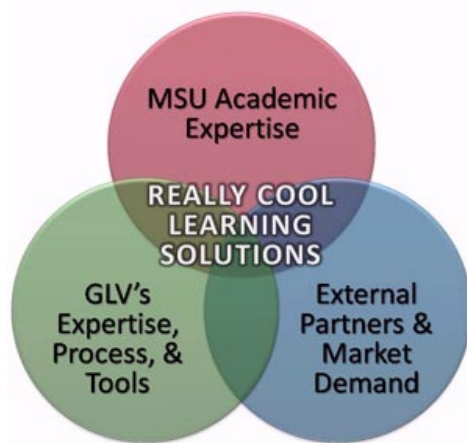 MSU Academic
Expertise
REALLY COOL
LEARNING
SOLUTIONS
GLV's
Expertise,
Process, &
Tools
External
Partners &
Market
Demand